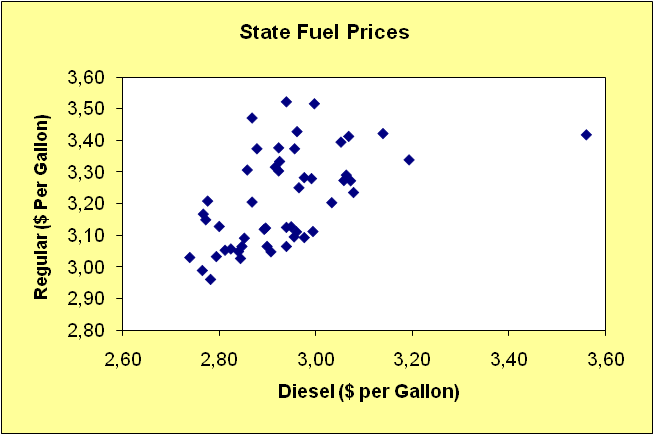 State Fuel Prices
Regular ($ Per Gallon)
3,60
3,50
3,40
3,30
3,20
3,10
3,00
2,90
2,80
2,60 2,80 3,00 3,20 3,40 3,60
Diesel ($ per Gallon)